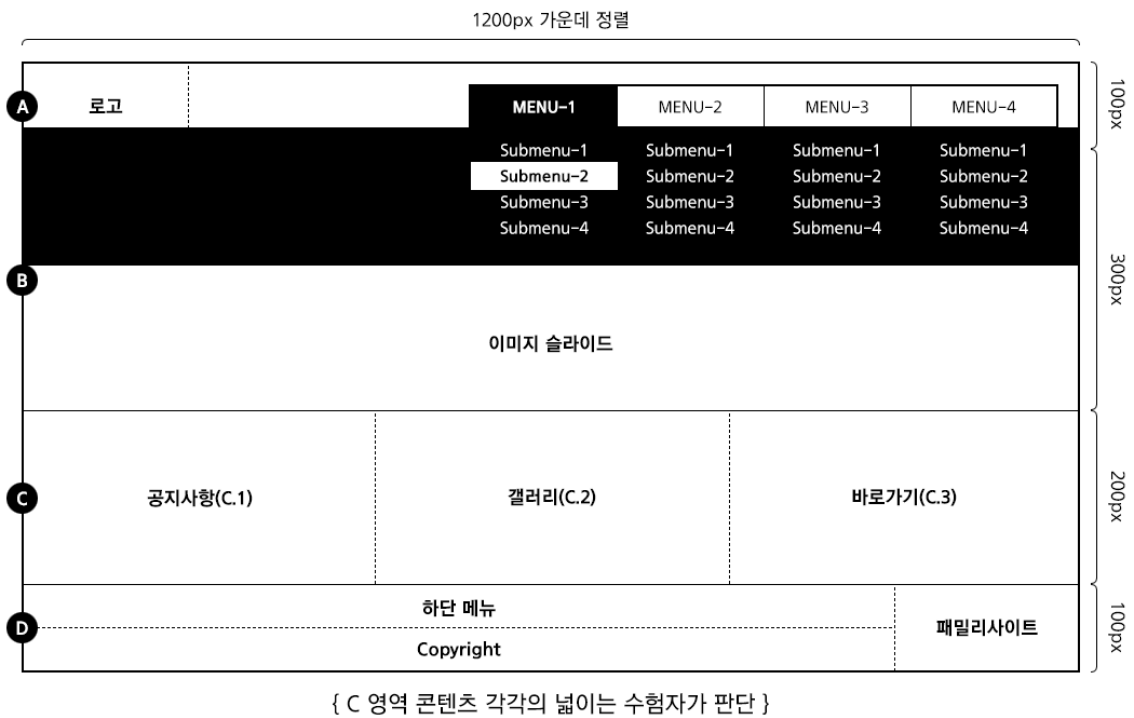 1200px 가운데 정렬
A
로고
MENU-1
MENU-2
MENU-3
MENU-4
100px
Submenu-1 Submenu-1 Submenu-1 Submenu-1
Submenu-2 Submenu-2 Submenu-2 Submenu-2
Submenu-3 Submenu-3 Submenu-3 Submenu-3
Submenu-4 Submenu-4 Submenu-4 Submenu-4
B
300px
이미지 슬라이드
C
공지사항(C.1)
갤러리(C.2)
바로가기(C.3)
200px
D
하단 메뉴
Copyright
패밀리사이트
100px
{ C 영역 콘텐츠 각각의 넓이는 수험자가 판단 }